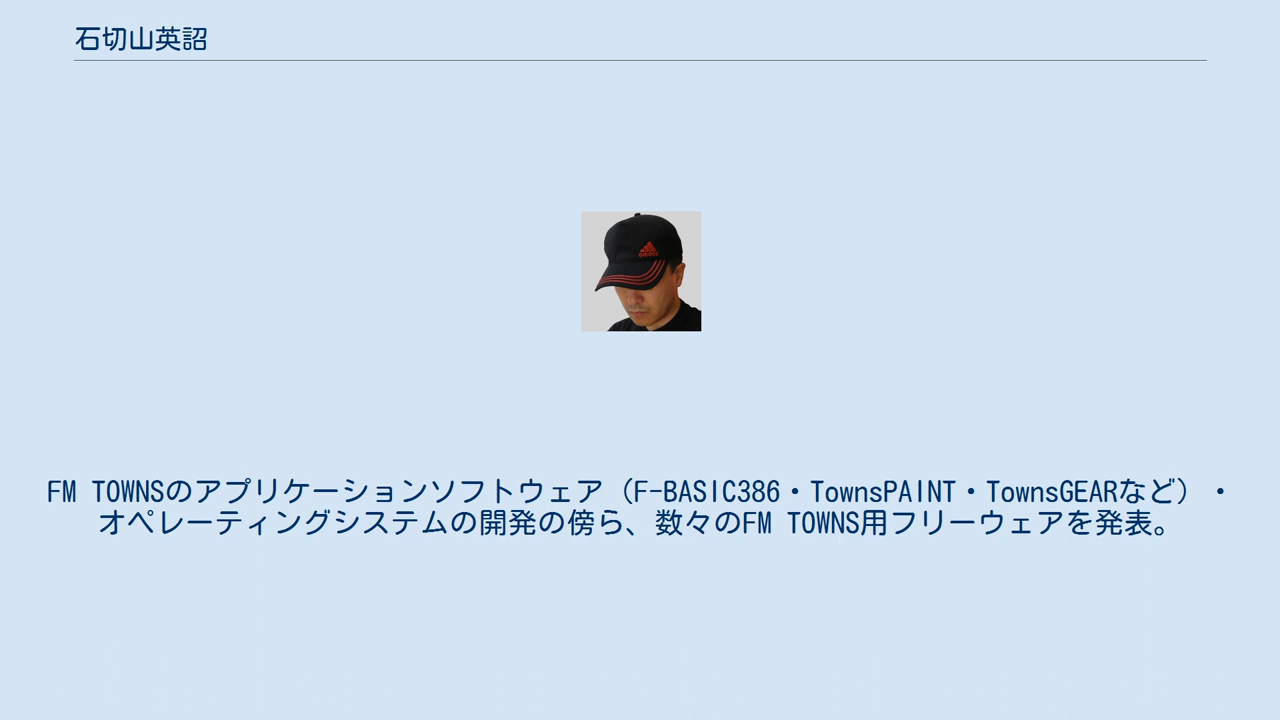 石切山英詔
adidas
FM TOWNSのアプリケーションソフトウェア（F-BASIC386・TownsPAINT・TownsGEARなど）・
オペレーティングシステムの開発の傍ら、数々のFM TOWNS用フリーウェアを発表。